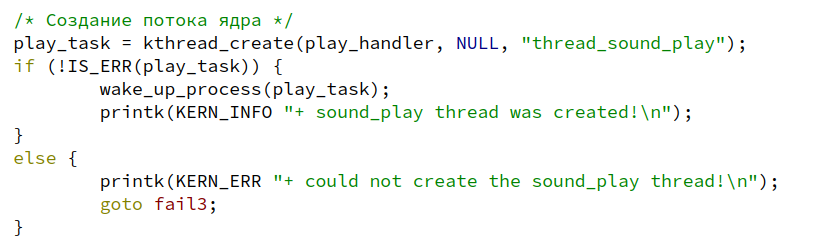 /* Создание потока ядра */
play_task = kthread_create(play_handler, NULL, "thread_sound_play");
if (!IS_ERR(play_task)) {
        wake_up_process(play_task);
        printk(KERN_INFO "+ sound_play thread was created!\n");
}
else {
        printk(KERN_ERR "+ could not create the sound_play thread!\n");
        goto fail3;
}